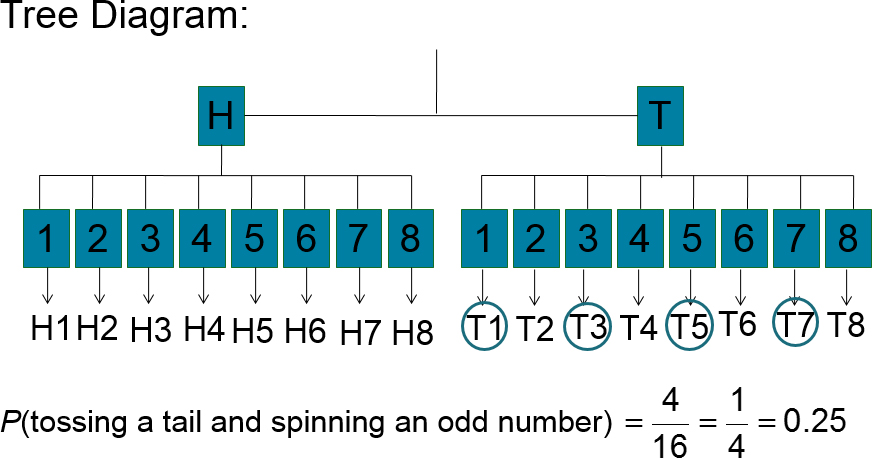 Tree Diagram:
H T
1 2 3 4 5 6 7 8 1 2 3 4 5 6 7 8
H1 H2 H3 H4 H5 H6 H7 H8 T1 T2 T3 T4 T5 T6 T7 T8
P(tossing a tail and spinning an odd number) = 4/16 = 1/4 = 0.25